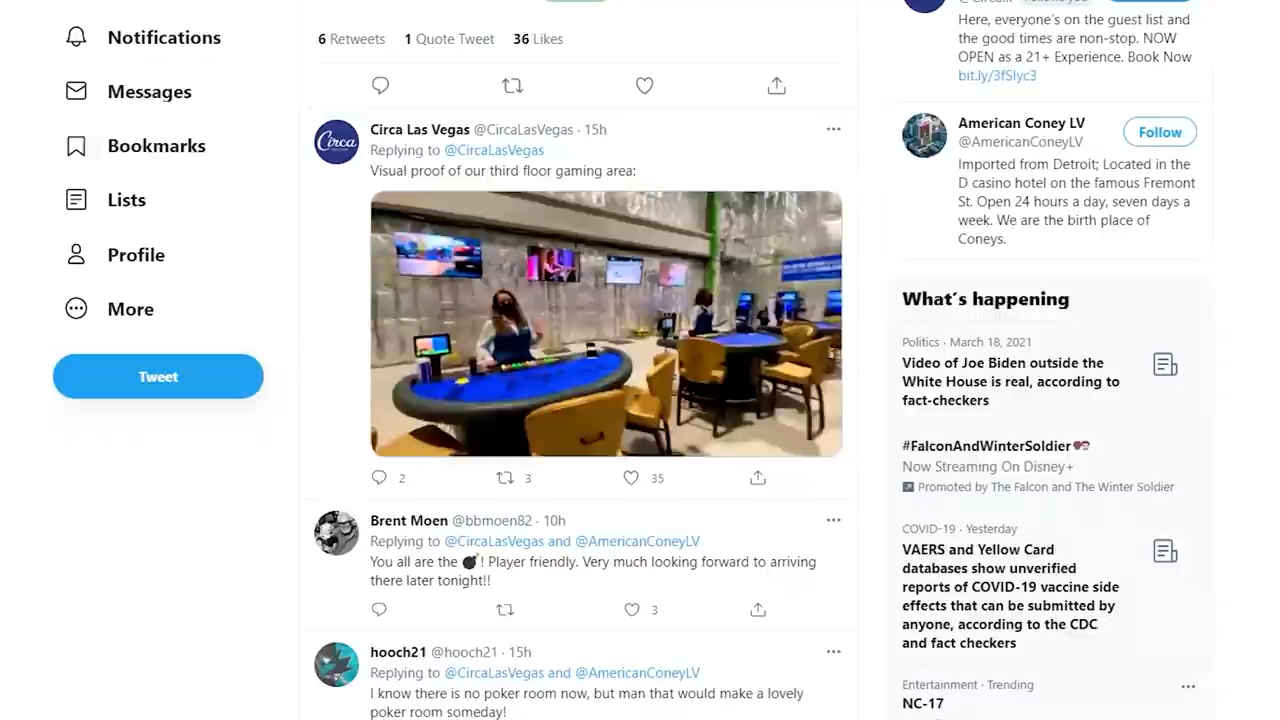 Notifications
Messages
Bookmarks
Lists
Profile
More
Tweet
6 Retweets 1 Quote Tweet 36 Likes
Circa Las Vegas @CircaLasVegas · 15h
Replying to @CircaLasVegas
Visual proof of our third floor gaming area:
Circa
2 3 35
Brent Moen @bbmoen82 · 10h
Replying to @CircaLasVegas and @AmericanConeyLV
You all are the 💣! Player friendly. Very much looking forward to arriving
there later tonight!!
3
hooch21 @hooch21 · 15h
Replying to @CircaLasVegas and @AmericanConeyLV
I know there is no poker room now, but man that would make a lovely
poker room someday!
Here, everyone's on the guest list and
the good times are non-stop. NOW
OPEN as a 21+ Experience. Book Now
bit.ly/3fSlyc3
American Coney LV
@AmericanConeyLV
Follow
Imported from Detroit; Located in the
D casino hotel on the famous Fremont
St. Open 24 hours a day, seven days a
week. We are the birth place of
Coneys.
What's happening
Politics · March 18, 2021
Video of Joe Biden outside the
White House is real, according to
fact-checkers
#FalconAndWinterSoldier
Now Streaming On Disney+
Promoted by The Falcon and The Winter Soldier
COVID-19 · Yesterday
VAERS and Yellow Card
databases show unverified
reports of COVID-19 vaccine side
effects that can be submitted by
anyone, according to the CDC
and fact checkers
Entertainment · Trending
NC-17